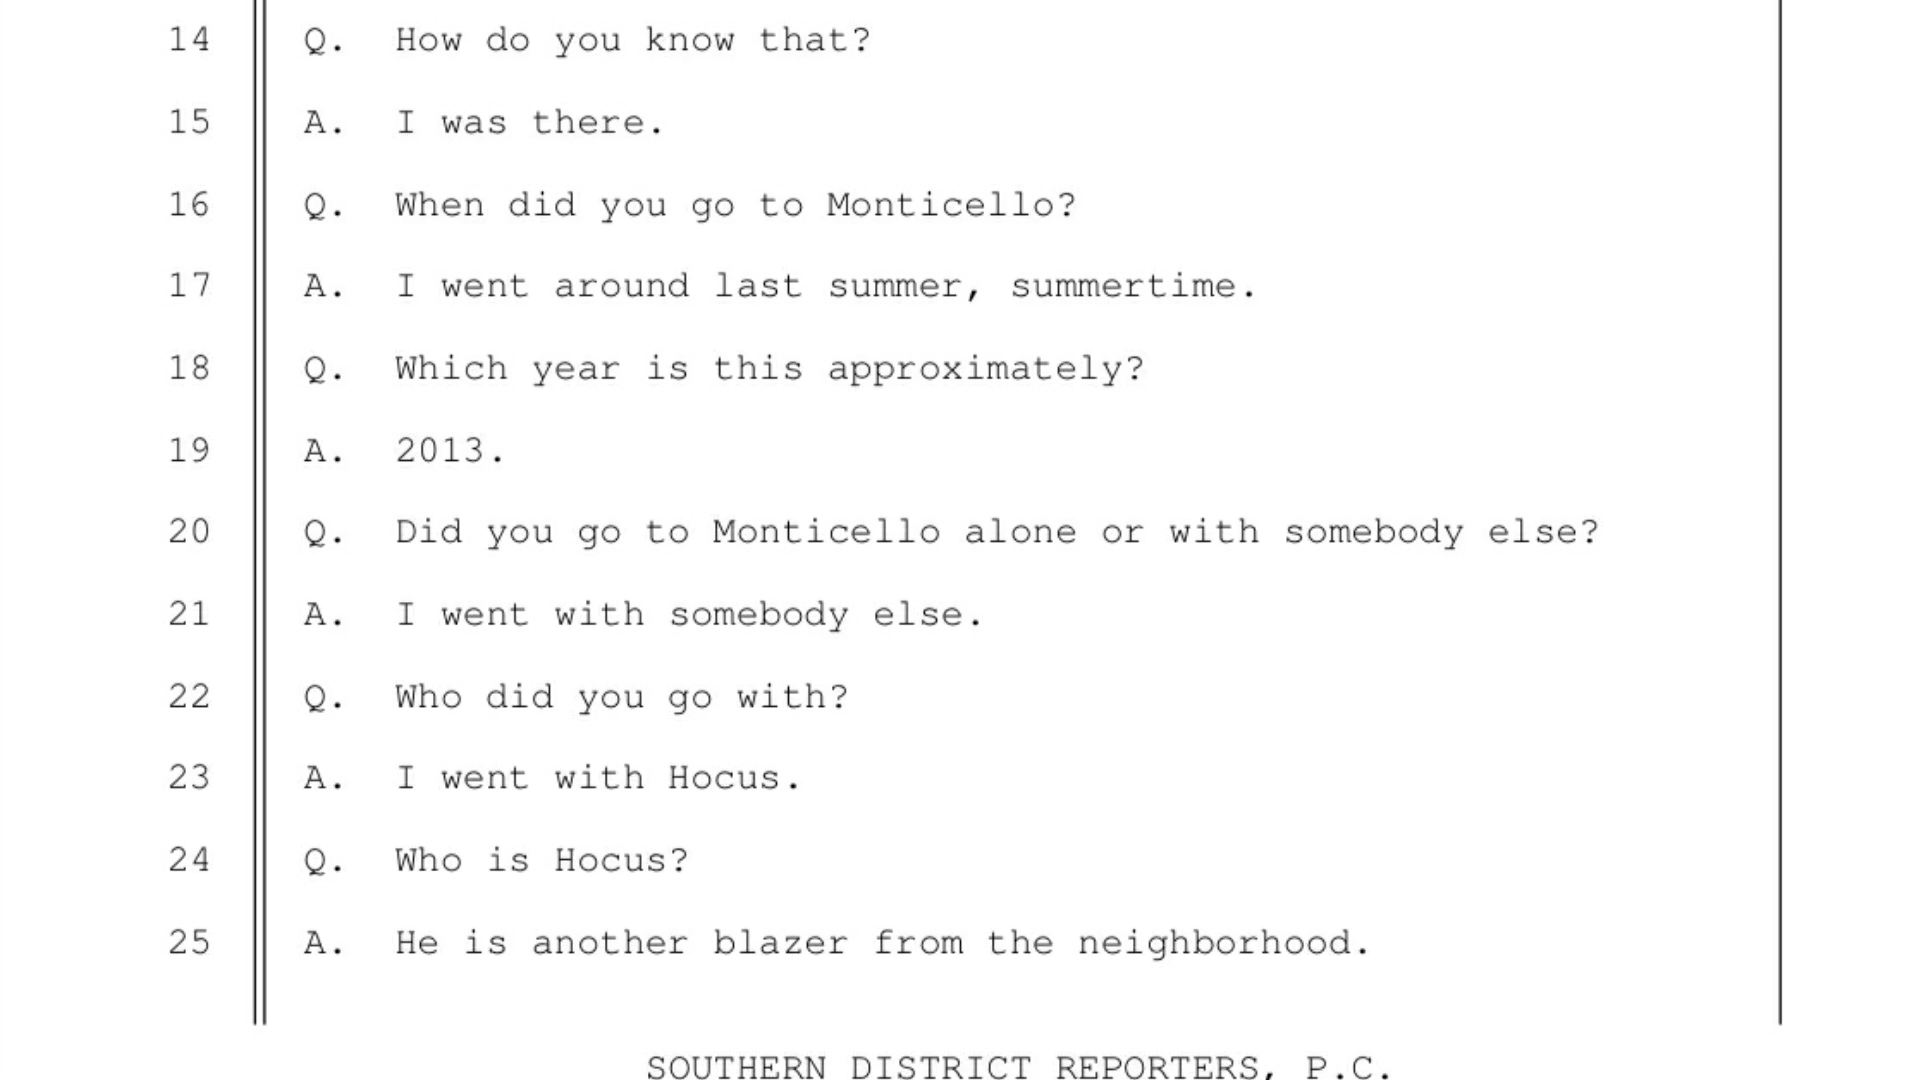 14 Q. How do you know that?
15 A. I was there.
16 Q. When did you go to Monticello?
17 A. I went around last summer, summertime.
18 Q. Which year is this approximately?
19 A. 2013.
20 Q. Did you go to Monticello alone or with somebody else?
21 A. I went with somebody else.
22 Q. Who did you go with?
23 A. I went with Hocus.
24 Q. Who is Hocus?
25 A. He is another blazer from the neighborhood.
SOUTHERN DISTRICT REPORTERS, P.C.